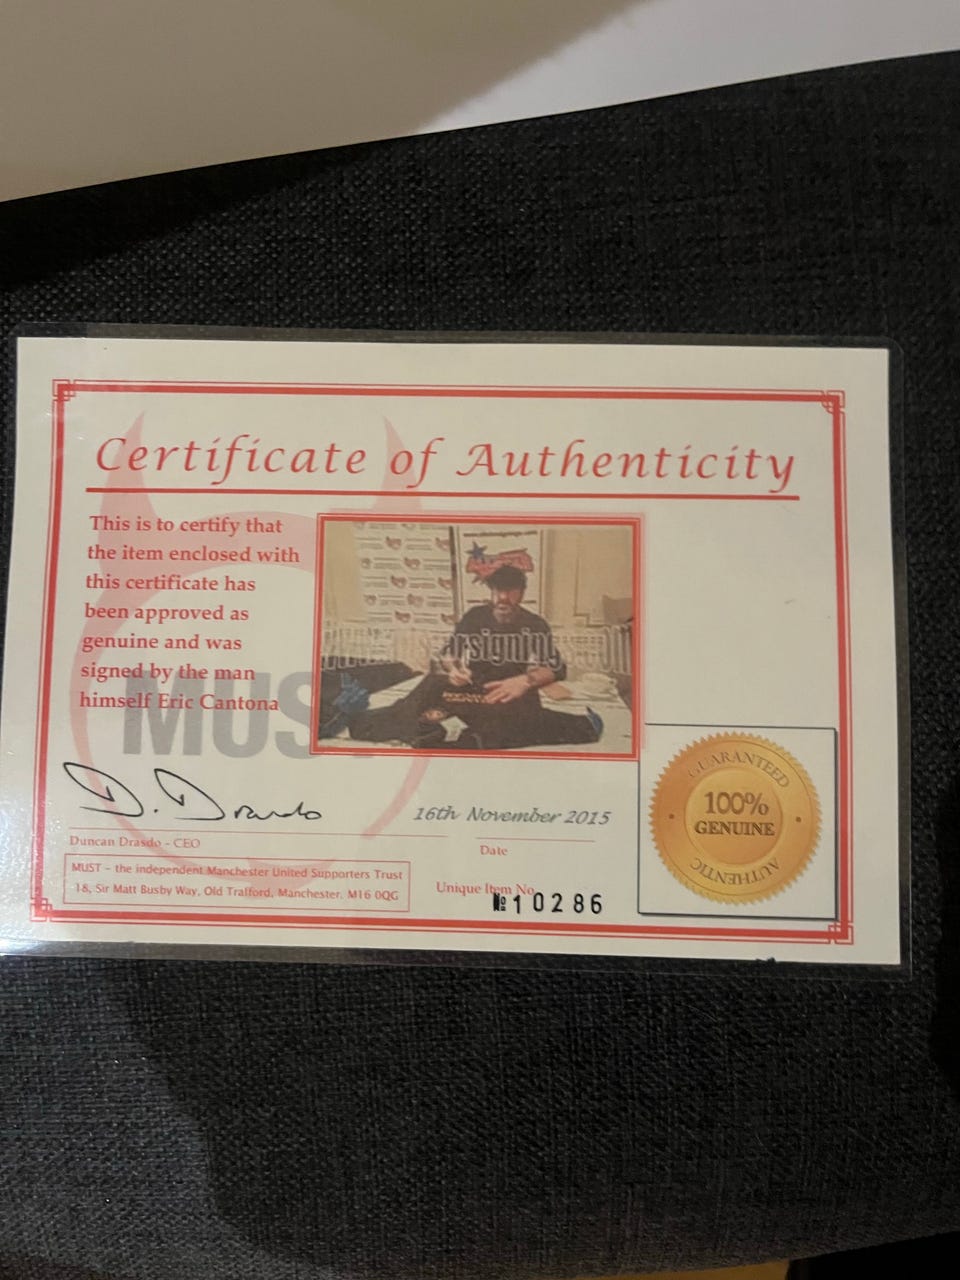 Certificate of Authenticity
This is to certify that
the item enclosed with
this certificate has
been approved as
genuine and was
signed by the man
himself Eric Cantona
MUS
D. Drasdo
16th November 2015
Duncan Drasdo - CEO
Date
MUST - the independent Manchester United Supporters Trust
18, Sir Matt Busby Way, Old Tralford, Manchester. M16 0QG
Unique Item No
№10286
GUARANTEED
100%
GENUINE
AUTHENTIC